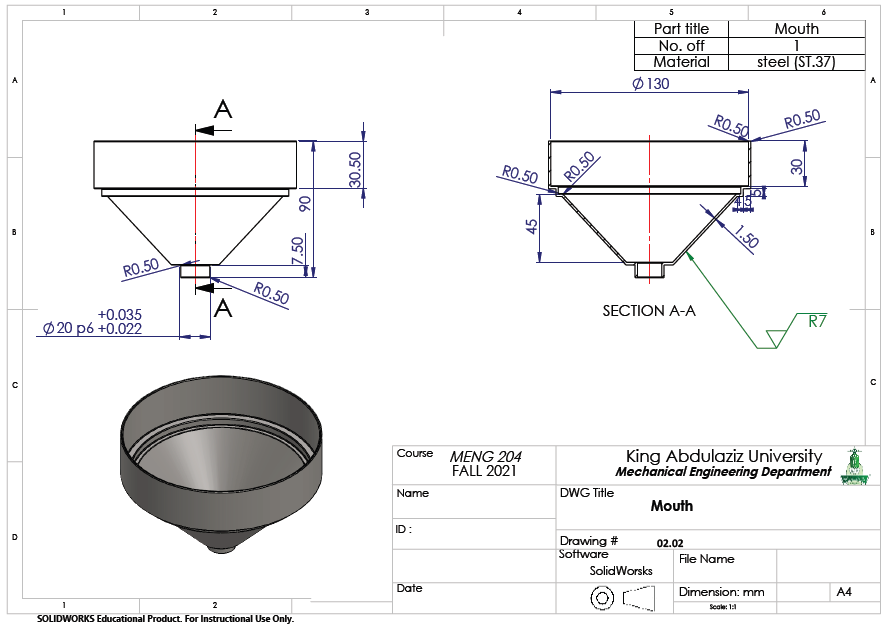 1 2 3 4 5 6
Part title Mouth
No. off 1
Material steel (ST.37)
A A
A
Ø130
R0.50 R0.50
30.50
30
R0.50 R0.50
90
4.5
5
B B
45
7.50
1.50
R0.50
R0.50
A
SECTION A-A
R7
+0.035
Ø20 p6 +0.022
C C
Course MENG 204
FALL 2021
King Abdulaziz University
Mechanical Engineering Department
Name
DWG Title
Mouth
ID :
D
Drawing # 02.02
Software
SolidWorsks
File Name
Date
Dimension: mm A4
Scale: 1:1
1 2
SOLIDWORKS Educational Product. For Instructional Use Only.